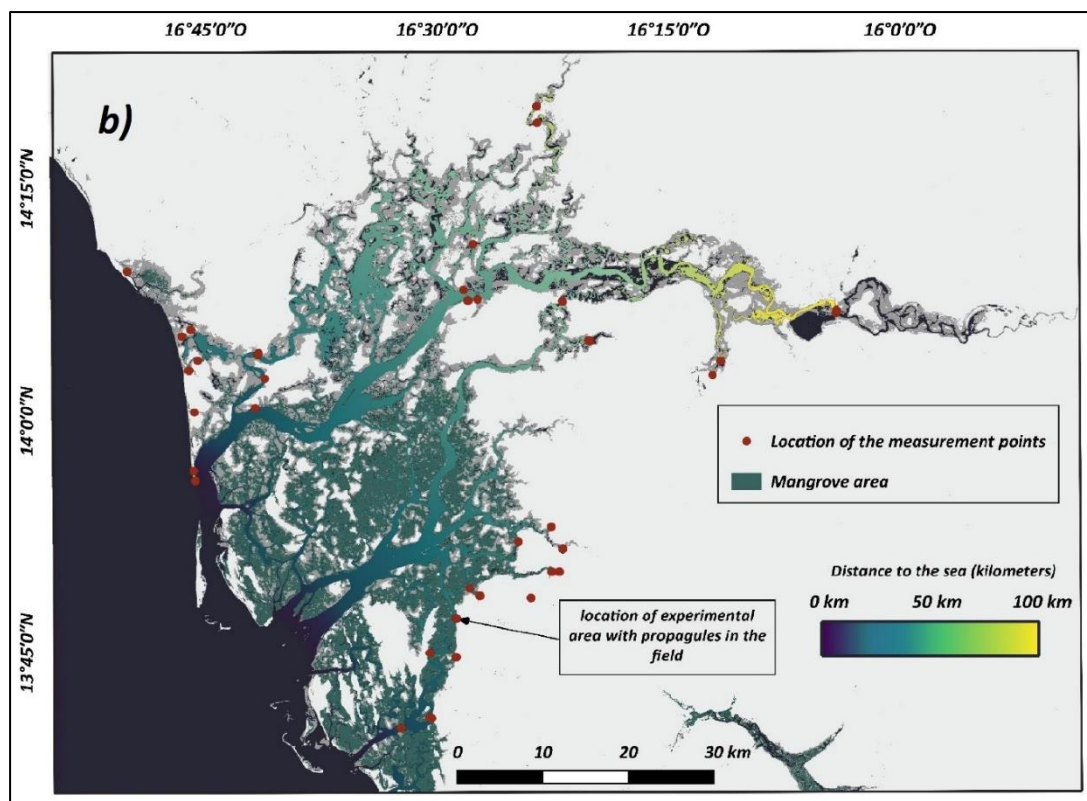 16°45'0"O 16°30'0"O 16°15'0"O 16°0'0"O
b)
14°15'0"N
14°0'0"N
13°45'0"N
Location of the measurement points
Mangrove area
Distance to the sea (kilometers)
0 km 50 km 100 km
location of experimental
area with propagules in the
field
0 10 20 30 km